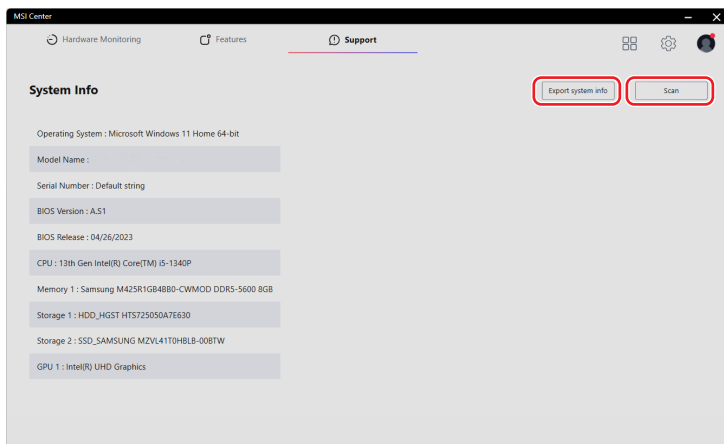 MSI Center
Hardware Monitoring
Features
Support
System Info
Export system info
Scan
Operating System : Microsoft Windows 11 Home 64-bit
Model Name :
Serial Number : Default string
BIOS Version : A.S1
BIOS Release : 04/26/2023
CPU : 13th Gen Intel(R) Core(TM) i5-1340P
Memory 1 : Samsung M425R1GB4BB0-CWMOD DDR5-5600 8GB
Storage 1 : HDD_HGST HTS725050A7E630
Storage 2 : SSD_SAMSUNG MZVL41T0HBLB-00BTW
GPU 1 : Intel(R) UHD Graphics